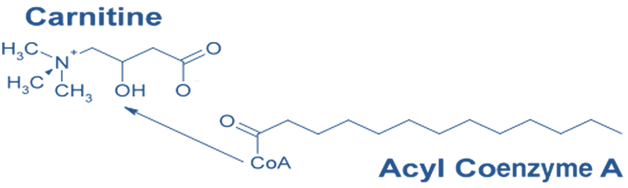 Carnitine
H3C
N+
O
H3C
CH3
OH
O
O
CoA
Acyl Coenzyme A